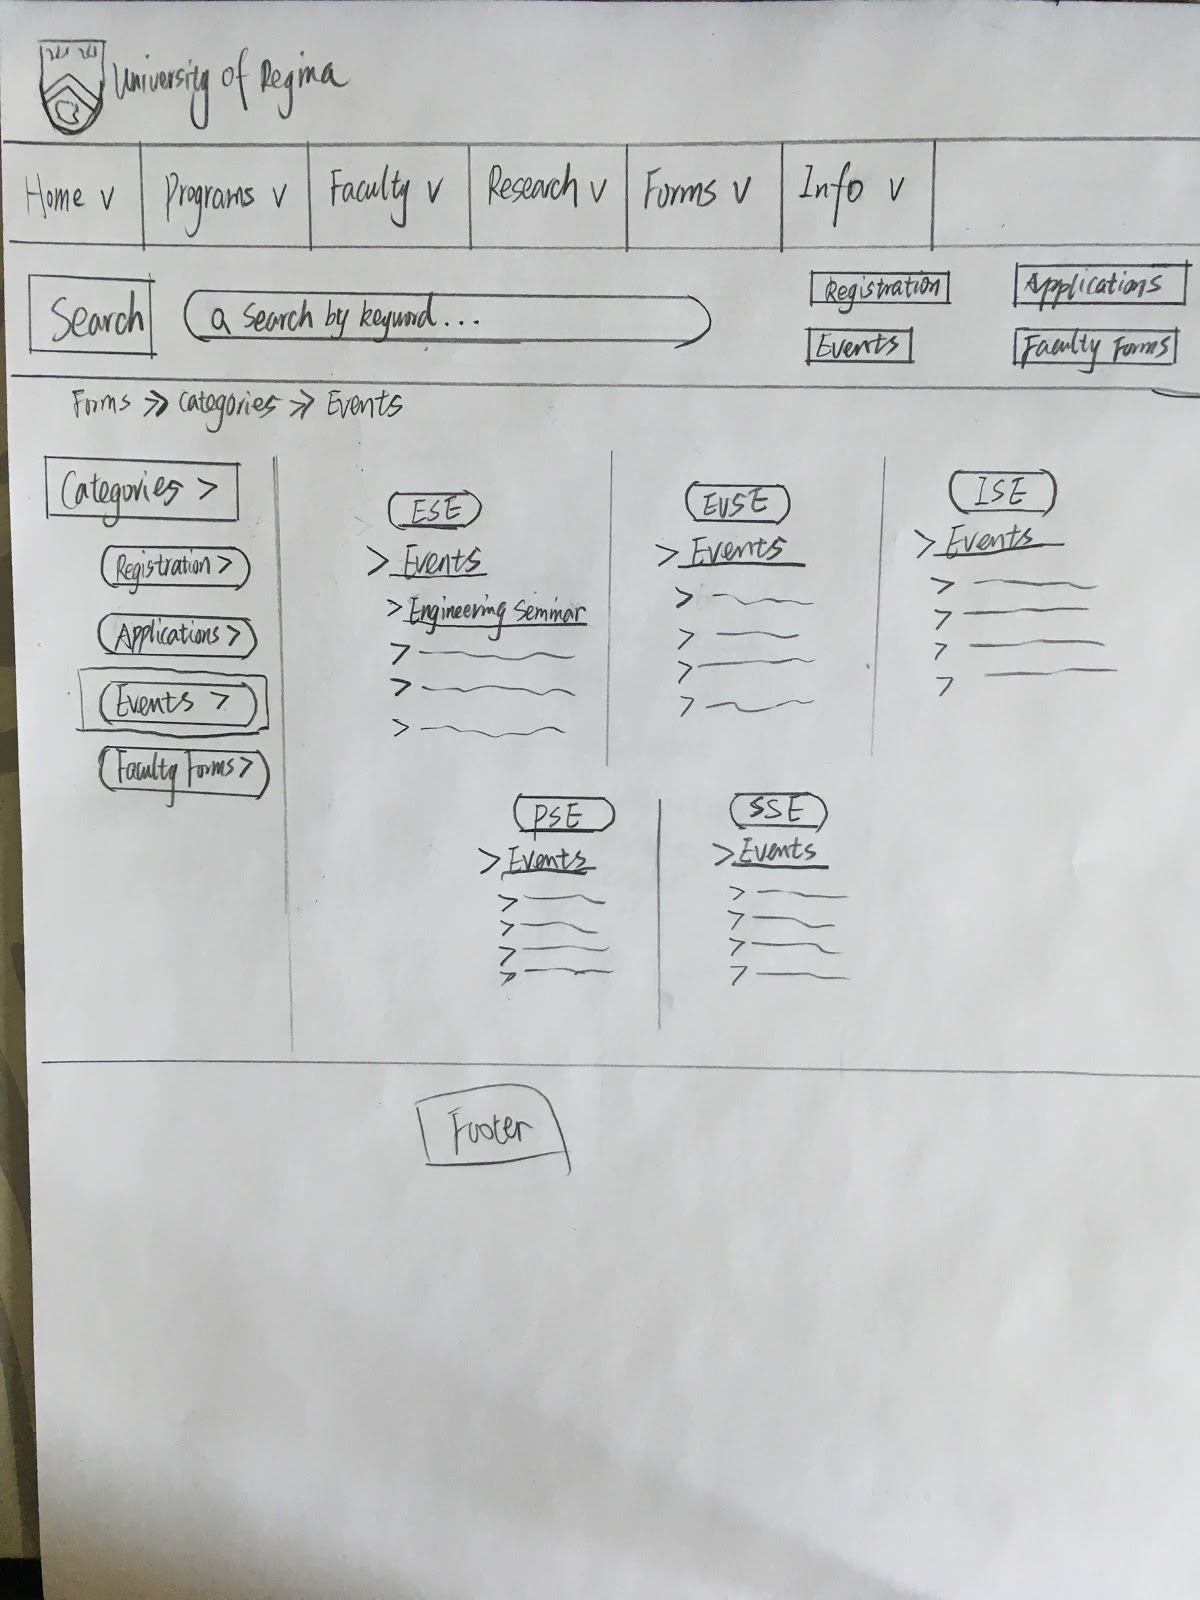 University of Regina
Home v Programs v Faculty v Research v Forms v Info v
Search a search by keyword... Registration Applications
Events Faculty Forms
Forms >> Categories >> Events
Categories >
Registration >
Applications >
Events >
Faculty Forms >
ESE
> Events
> Engineering Seminar
>
>
>
EVSE
> Events
>
>
>
>
ISE
> Events
>
>
>
>
PSE
> Events
>
>
>
>
SSE
> Events
>
>
>
>
Footer